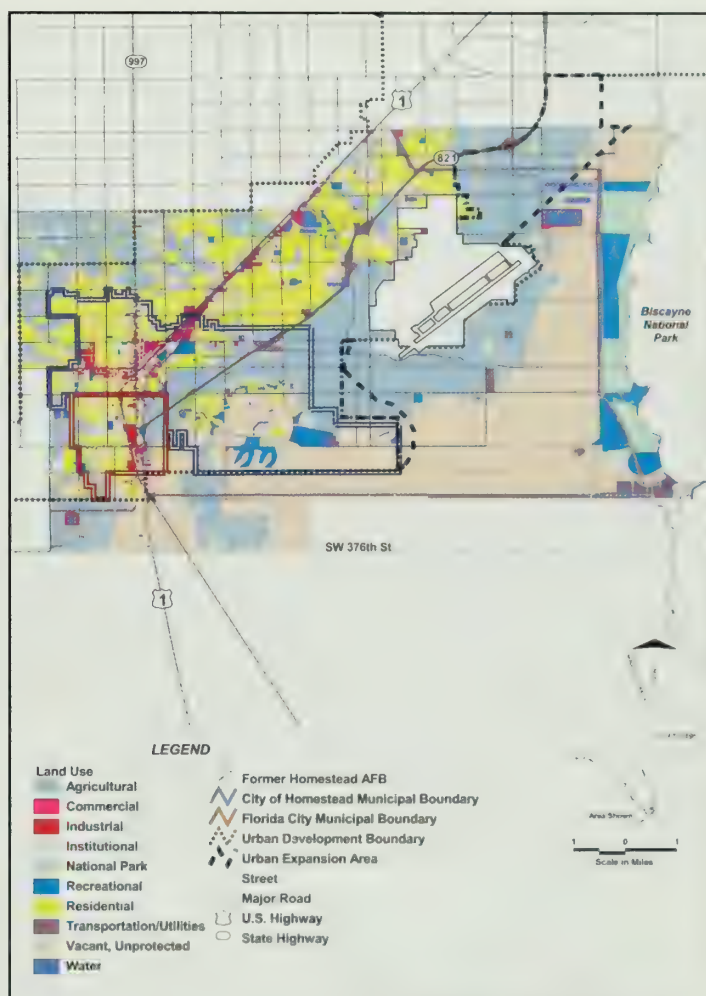 997
1
821
Biscayne
National
Park
SW 376th St
1
LEGEND
Land Use
Agricultural
Commercial
Industrial
Institutional
National Park
Recreational
Residential
Transportation/Utilities
Vacant, Unprotected
Water
Former Homestead AFB
City of Homestead Municipal Boundary
Florida City Municipal Boundary
Urban Development Boundary
Urban Expansion Area
Street
Major Road
U.S. Highway
State Highway
Area Shown
1 0 1
Scale in Miles